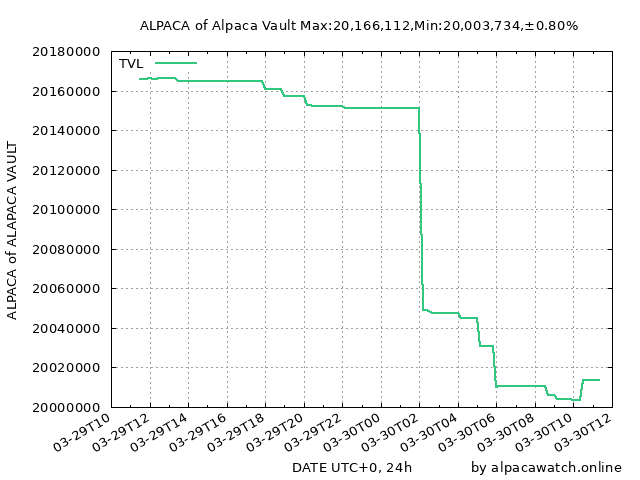 ALPACA of Alpaca Vault Max:20,166,112,Min:20,003,734,±0.80%
TVL
20180000
20160000
20140000
20120000
20100000
20080000
20060000
20040000
20020000
20000000
ALPACA of ALAPACA VAULT
03-29T10
03-29T12
03-29T14
03-29T16
03-29T18
03-29T20
03-29T22
03-30T00
03-30T02
03-30T04
03-30T06
03-30T08
03-30T10
03-30T12
DATE UTC+0, 24h
by alpacawatch.online